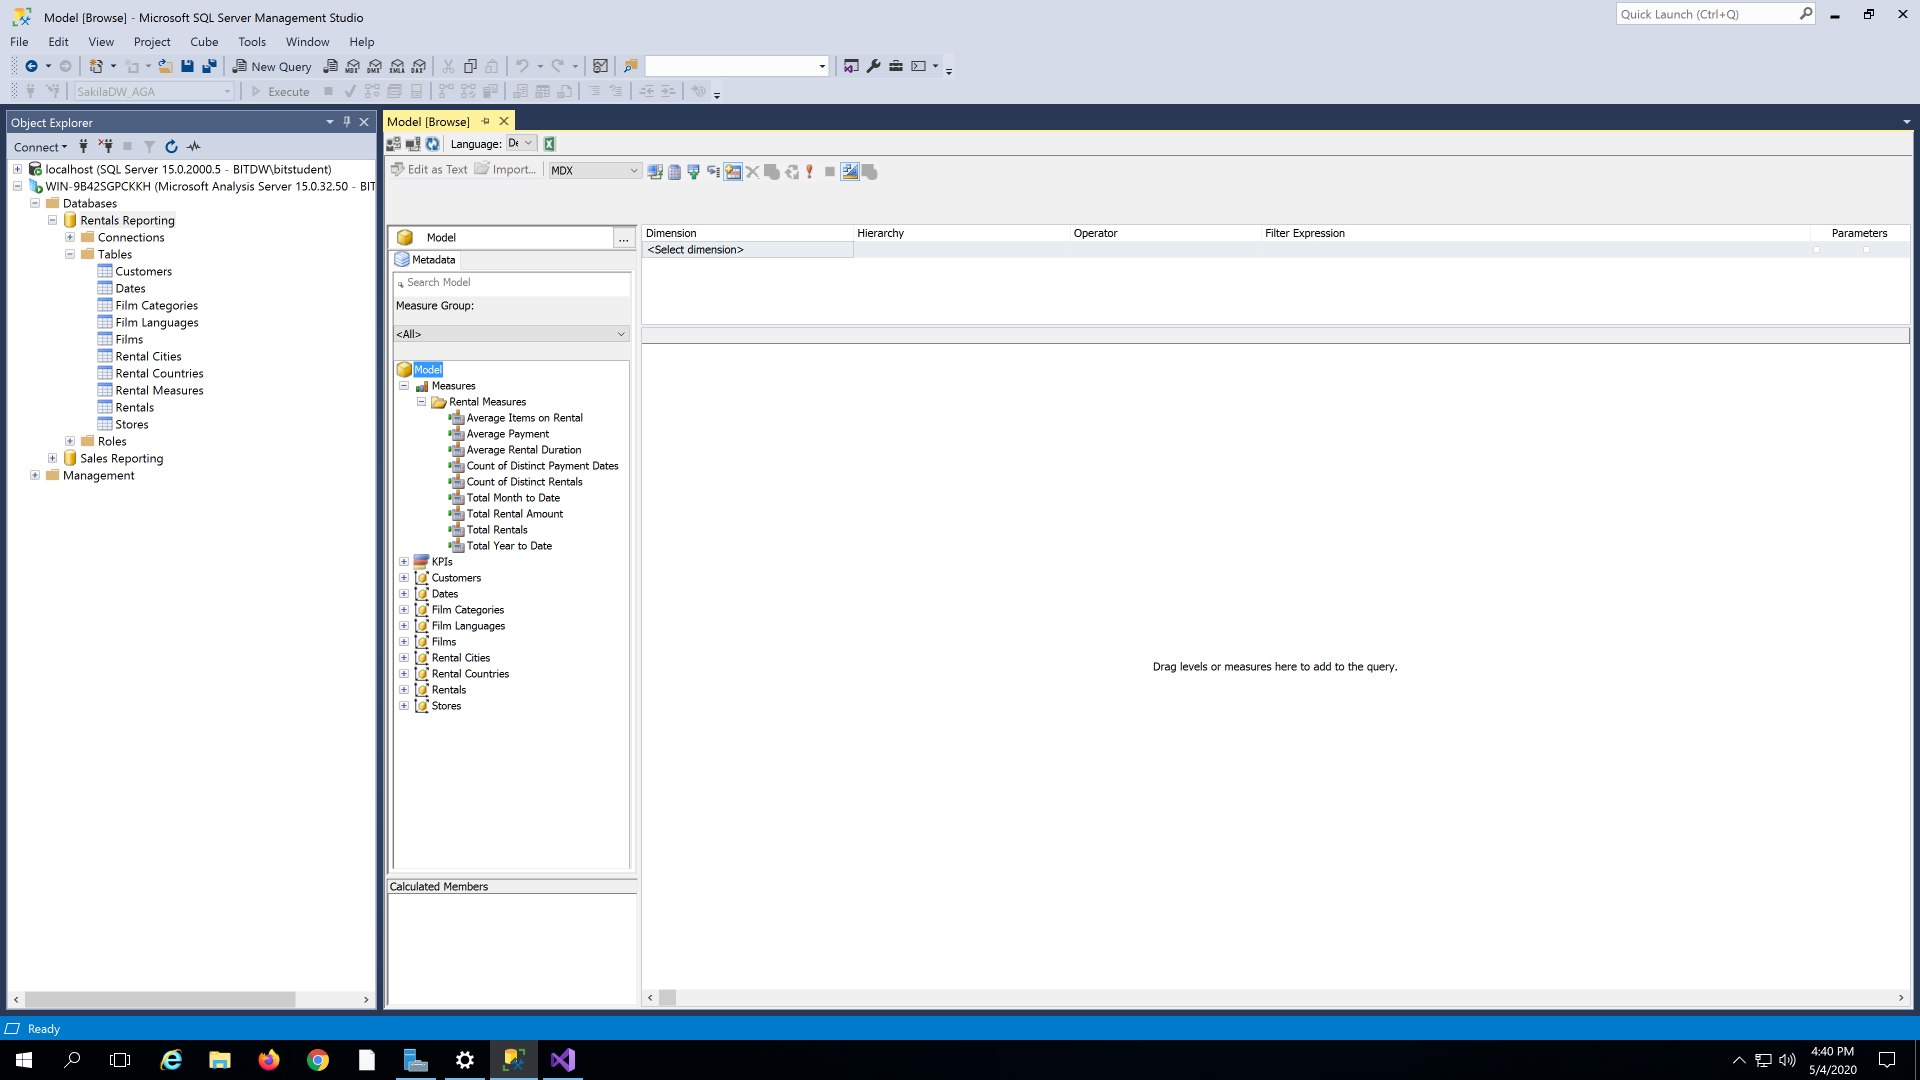 Model [Browse] - Microsoft SQL Server Management Studio
Quick Launch (Ctrl+Q)
File Edit View Project Cube Tools Window Help
New Query
MDX DMX XMLA DAX
SakilaDW_AGA
Execute
Object Explorer
Connect
localhost (SQL Server 15.0.2000.5 - BITDW\bitstudent)
WIN-9B42SGPCKKH (Microsoft Analysis Server 15.0.32.50 - BIT
Databases
Rentals Reporting
Connections
Tables
Customers
Dates
Film Categories
Film Languages
Films
Rental Cities
Rental Countries
Rental Measures
Rentals
Stores
Roles
Sales Reporting
Management
Model [Browse]
Language: De
Edit as Text Import... MDX
Model ...
Metadata
Search Model
Measure Group:
<All>
Model
Measures
Rental Measures
Average Items on Rental
Average Payment
Average Rental Duration
Count of Distinct Payment Dates
Count of Distinct Rentals
Total Month to Date
Total Rental Amount
Total Rentals
Total Year to Date
KPIs
Customers
Dates
Film Categories
Film Languages
Films
Rental Cities
Rental Countries
Rentals
Stores
Calculated Members
Dimension Hierarchy Operator Filter Expression Parameters
<Select dimension>
Drag levels or measures here to add to the query.
Ready
4:40 PM
5/4/2020